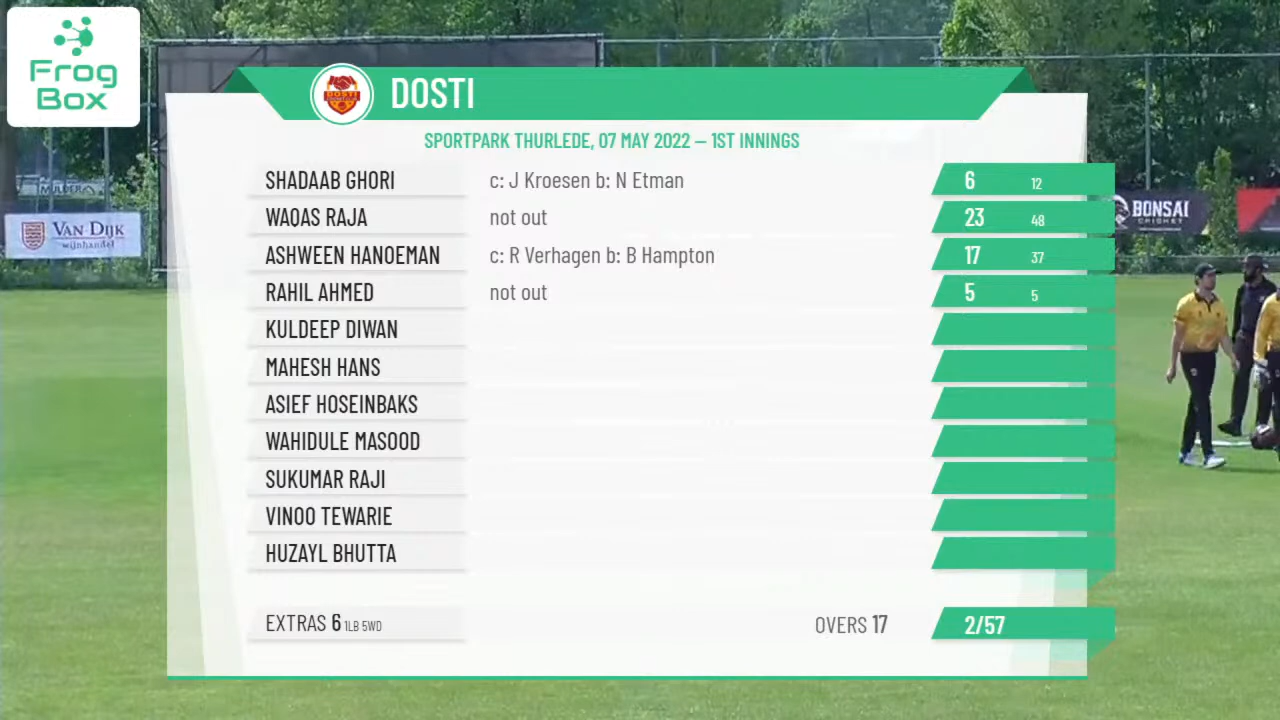 Frog
Box
DOSTI
DOSTI
SPORTPARK THURLEDE, 07 MAY 2022 – 1ST INNINGS
SHADAAB GHORI c: J Kroesen b: N Etman 6 12
WAQAS RAJA not out 23 48
ASHWEEN HANOEMAN c: R Verhagen b: B Hampton 17 37
RAHIL AHMED not out 5 5
KULDEEP DIWAN
MAHESH HANS
ASIEF HOSEINBAKS
WAHIDULE MASOOD
SUKUMAR RAJI
VINOO TEWARIE
HUZAYL BHUTTA
EXTRAS 6 1LB 5WD OVERS 17 2/57
MULDER
VAN DIJK
wijnhandel
BONSAI
CRICKET